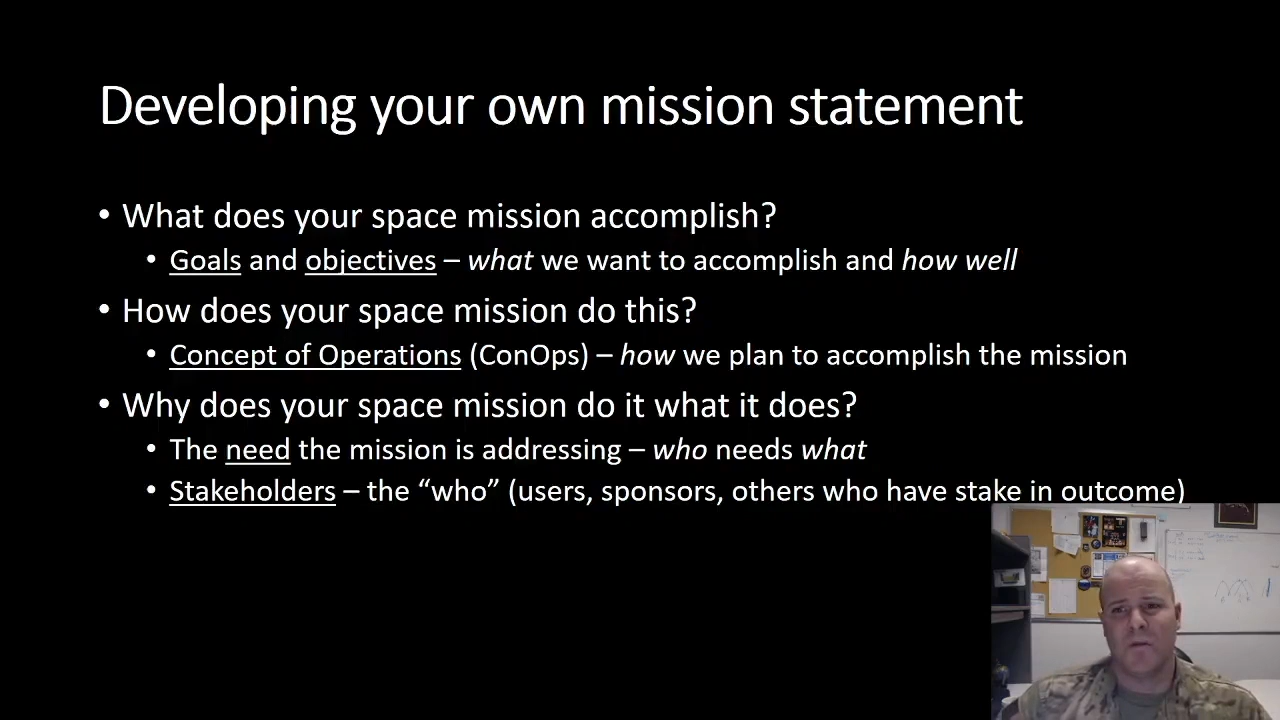 Developing your own mission statement
• What does your space mission accomplish?
• Goals and objectives – what we want to accomplish and how well
• How does your space mission do this?
• Concept of Operations (ConOps) – how we plan to accomplish the mission
• Why does your space mission do it what it does?
• The need the mission is addressing – who needs what
• Stakeholders – the “who” (users, sponsors, others who have stake in outcome)